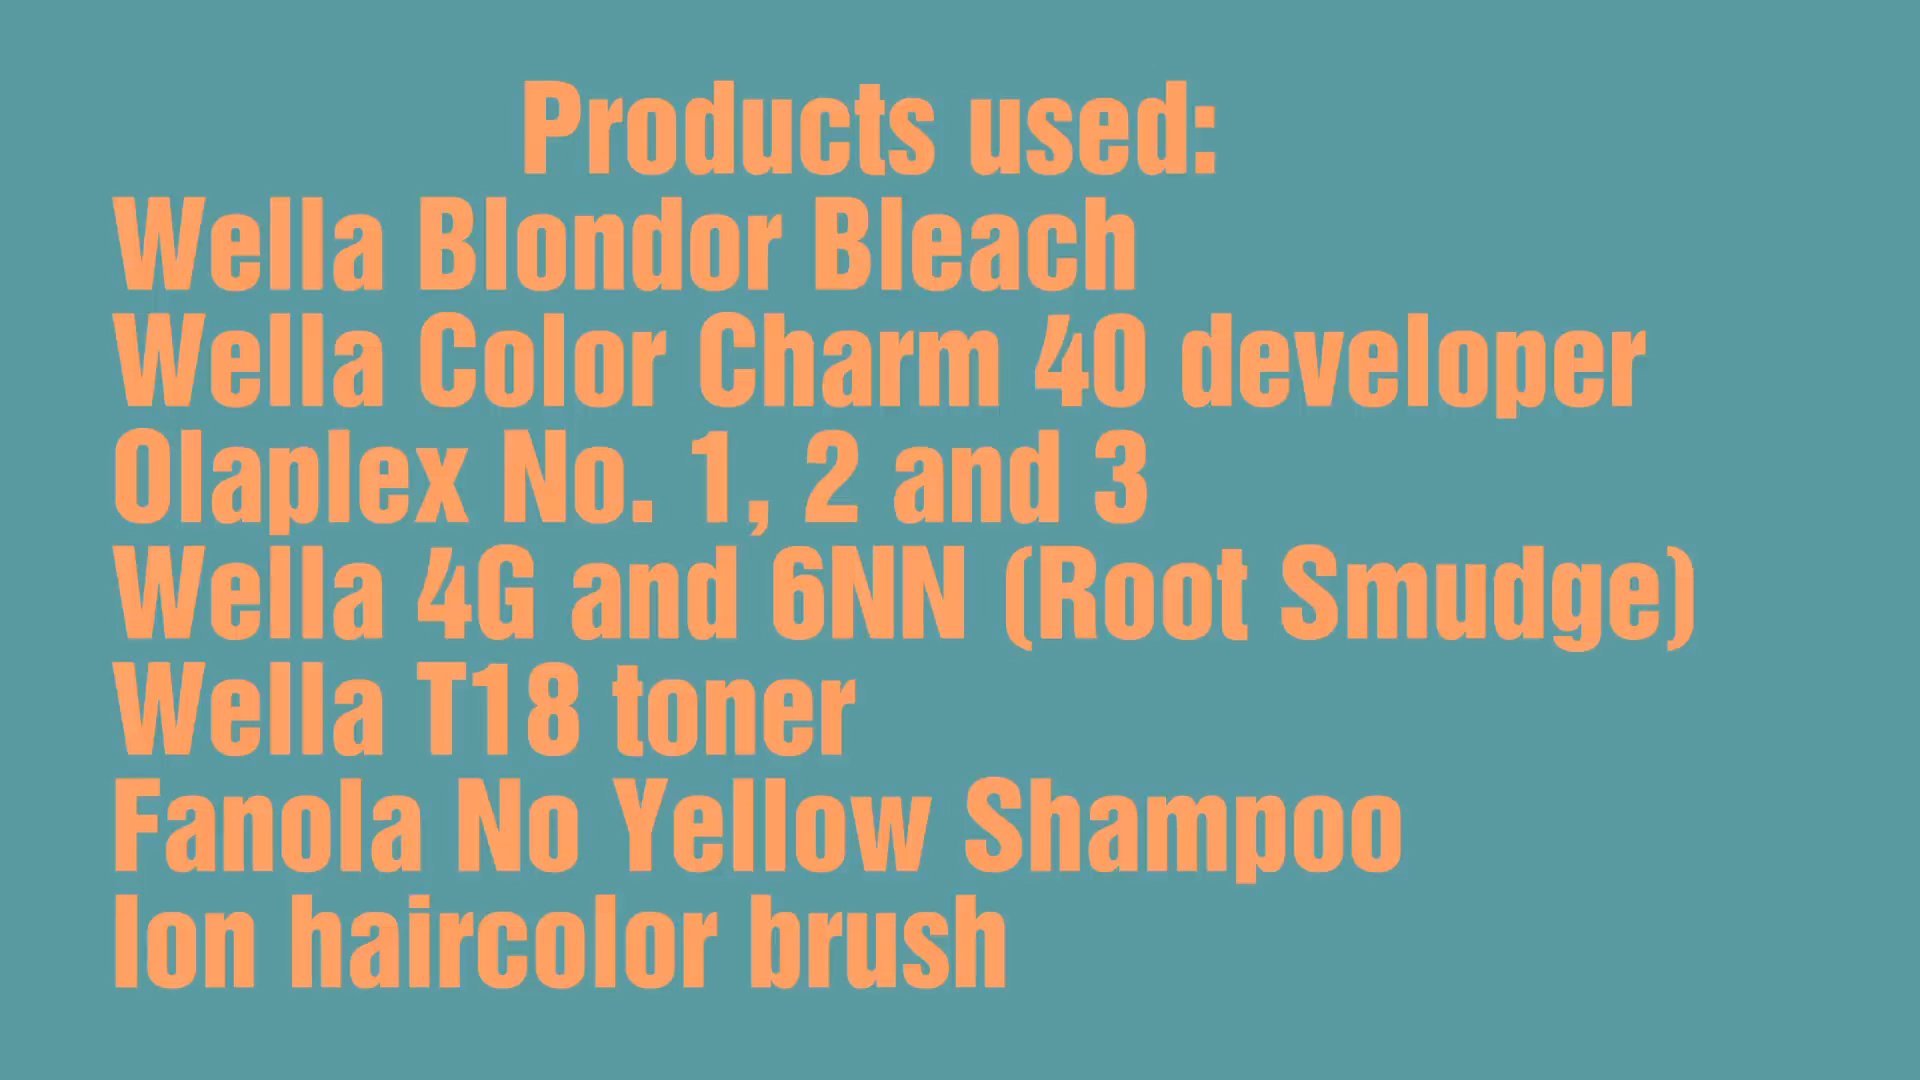 Products used:
Wella Blondor Bleach
Wella Color Charm 40 developer
Olaplex No. 1, 2 and 3
Wella 4G and 6NN (Root Smudge)
Wella T18 toner
Fanola No Yellow Shampoo
Ion haircolor brush